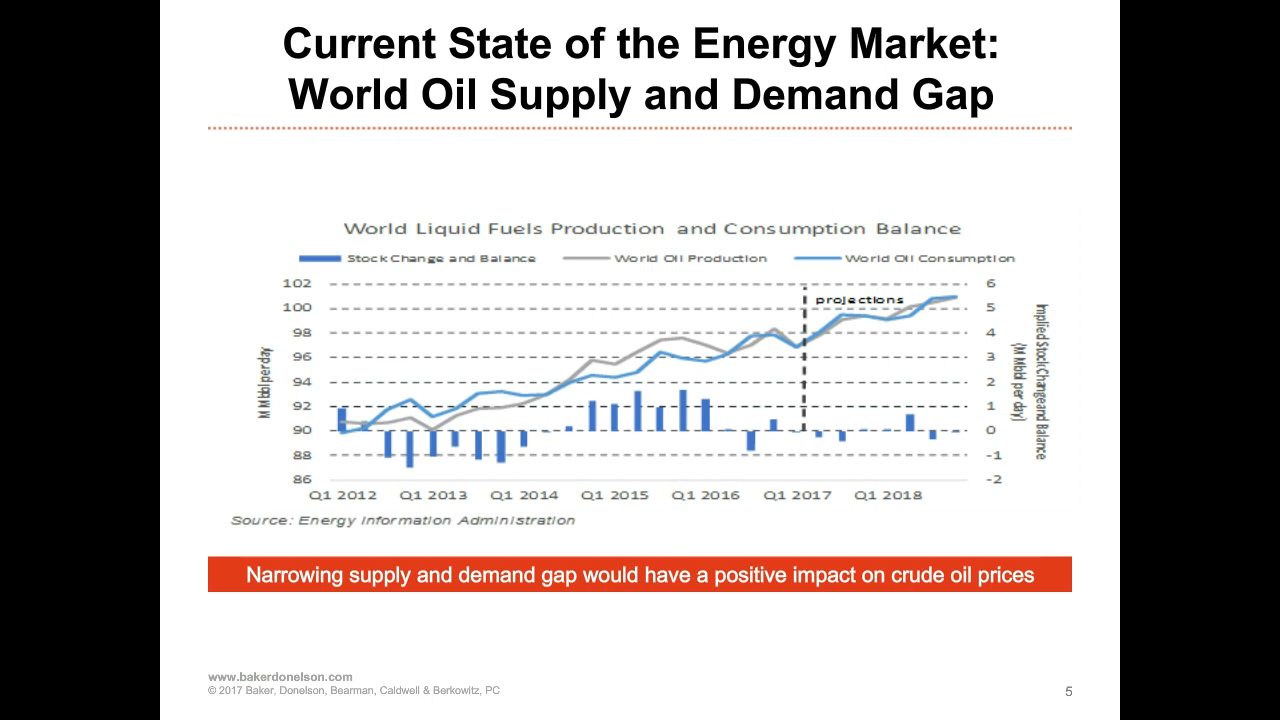 Current State of the Energy Market:
World Oil Supply and Demand Gap
World Liquid Fuels Production and Consumption Balance
Stock Change and Balance World Oil Production World Oil Consumption
projections
102
100
98
96
94
92
90
88
86
MMbbl per day
6
5
4
3
2
1
0
-1
-2
Implied Stock Change and Balance
(MMbbl per day)
Q1 2012 Q1 2013 Q1 2014 Q1 2015 Q1 2016 Q1 2017 Q1 2018
Source: Energy Information Administration
Narrowing supply and demand gap would have a positive impact on crude oil prices
www.bakerdonelson.com
© 2017 Baker, Donelson, Bearman, Caldwell & Berkowitz, PC
5